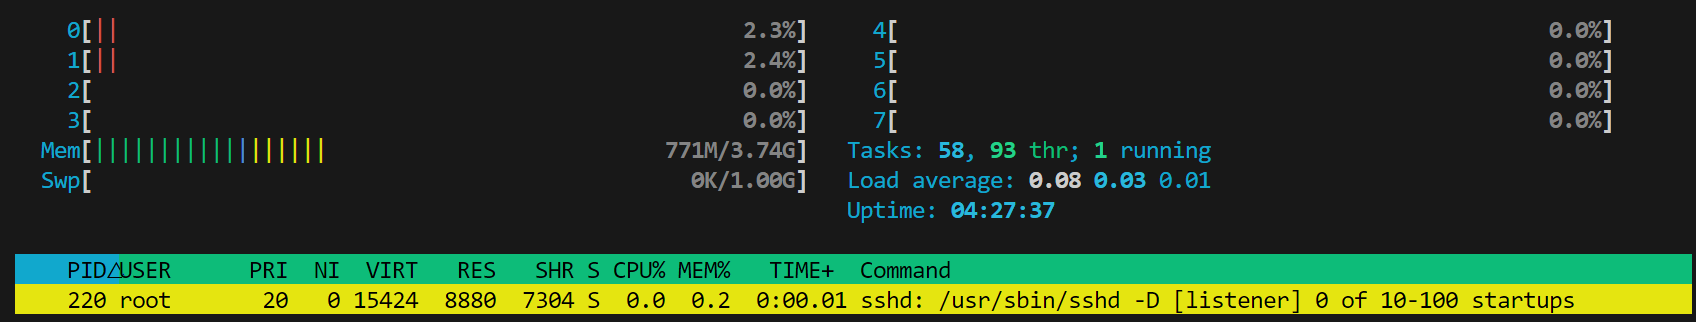 0[|| 2.3%] 4[ 0.0%]
1[|| 2.4%] 5[ 0.0%]
2[ 0.0%] 6[ 0.0%]
3[ 0.0%] 7[ 0.0%]
Mem[|||||||||||||||||| 771M/3.74G] Tasks: 58, 93 thr; 1 running
Swp[ 0K/1.00G] Load average: 0.08 0.03 0.01
Uptime: 04:27:37
PID△USER PRI NI VIRT RES SHR S CPU% MEM% TIME+ Command
220 root 20 0 15424 8880 7304 S 0.0 0.2 0:00.01 sshd: /usr/sbin/sshd -D [listener] 0 of 10-100 startups